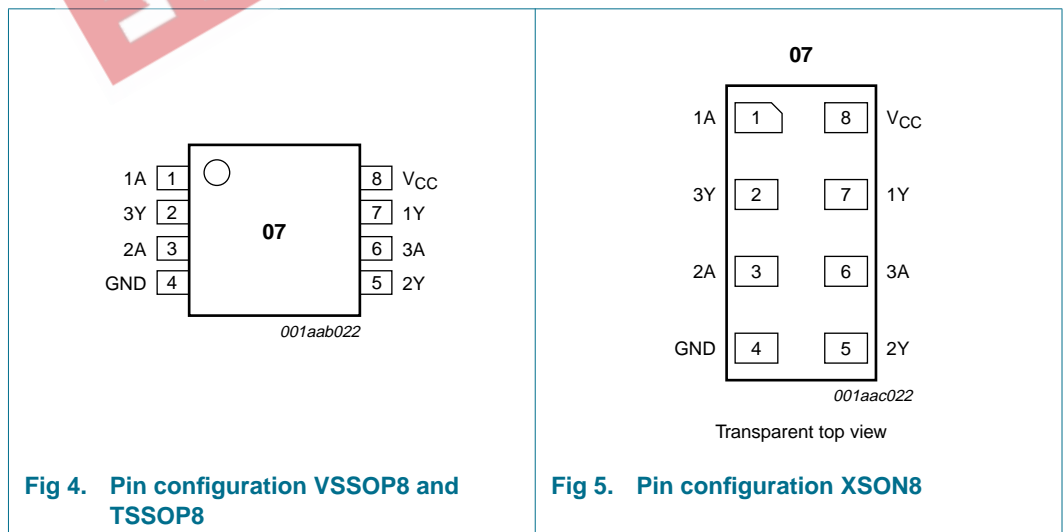 1A 1 8 VCC
3Y 2 7 1Y
07
2A 3 6 3A
GND 4 5 2Y
001aab022
Fig 4. Pin configuration VSSOP8 and
TSSOP8
07
1A 1 8 VCC
3Y 2 7 1Y
2A 3 6 3A
GND 4 5 2Y
001aac022
Transparent top view
Fig 5. Pin configuration XSON8